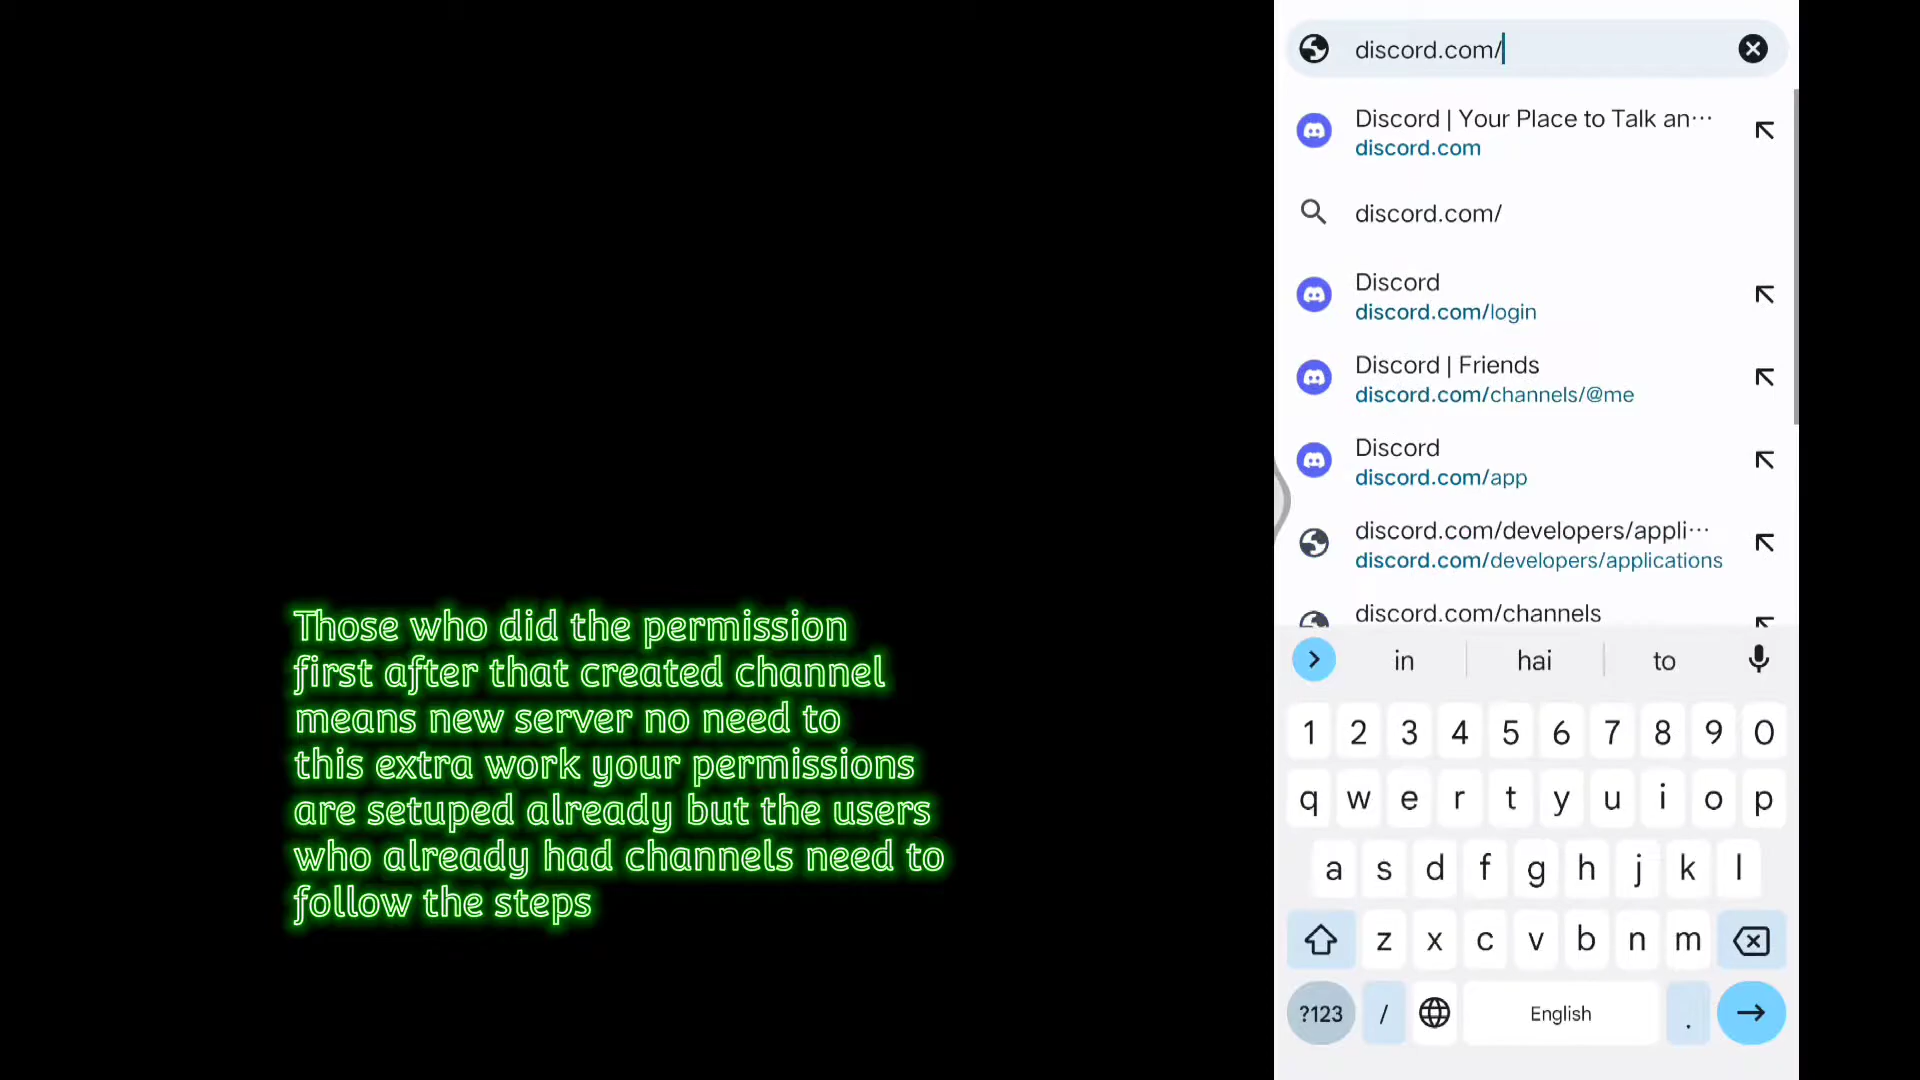 Those who did the permission
first after that created channel
means new server no need to
this extra work your permissions
are setuped already but the users
who already had channels need to
follow the steps
discord.com/
Discord | Your Place to Talk an···
discord.com
discord.com/
Discord
discord.com/login
Discord | Friends
discord.com/channels/@me
Discord
discord.com/app
discord.com/developers/appli···
discord.com/developers/applications
discord.com/channels
in hai to
1 2 3 4 5 6 7 8 9 0
q w e r t y u i o p
a s d f g h j k l
z x c v b n m
?123 / English .